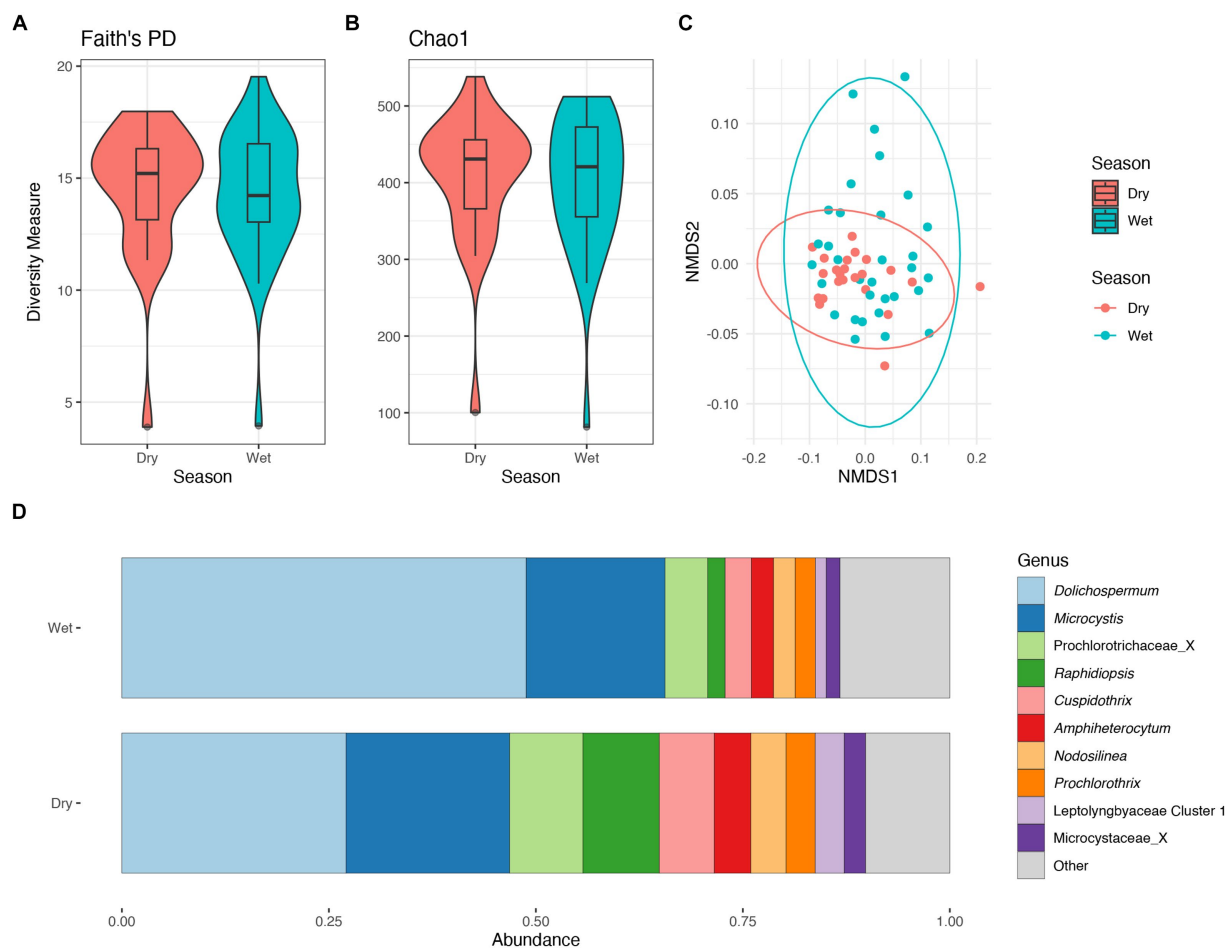 A
Faith's PD
Diversity Measure
20
15
10
5
Dry
Wet
Season
B
Chao1
500
400
300
200
100
Dry
Wet
Season
C
NMDS2
0.10
0.05
0.00
-0.05
-0.10
-0.2
-0.1
0.0
0.1
0.2
NMDS1
Season
Dry
Wet
Season
Dry
Wet
D
Wet
Dry
0.00
0.25
0.50
0.75
1.00
Abundance
Genus
Dolichospermum
Microcystis
Prochlorotrichaceae_X
Raphidiopsis
Cuspidothrix
Amphiheterocytum
Nodosilinea
Prochlorothrix
Leptolyngbyaceae Cluster 1
Microcystaceae_X
Other